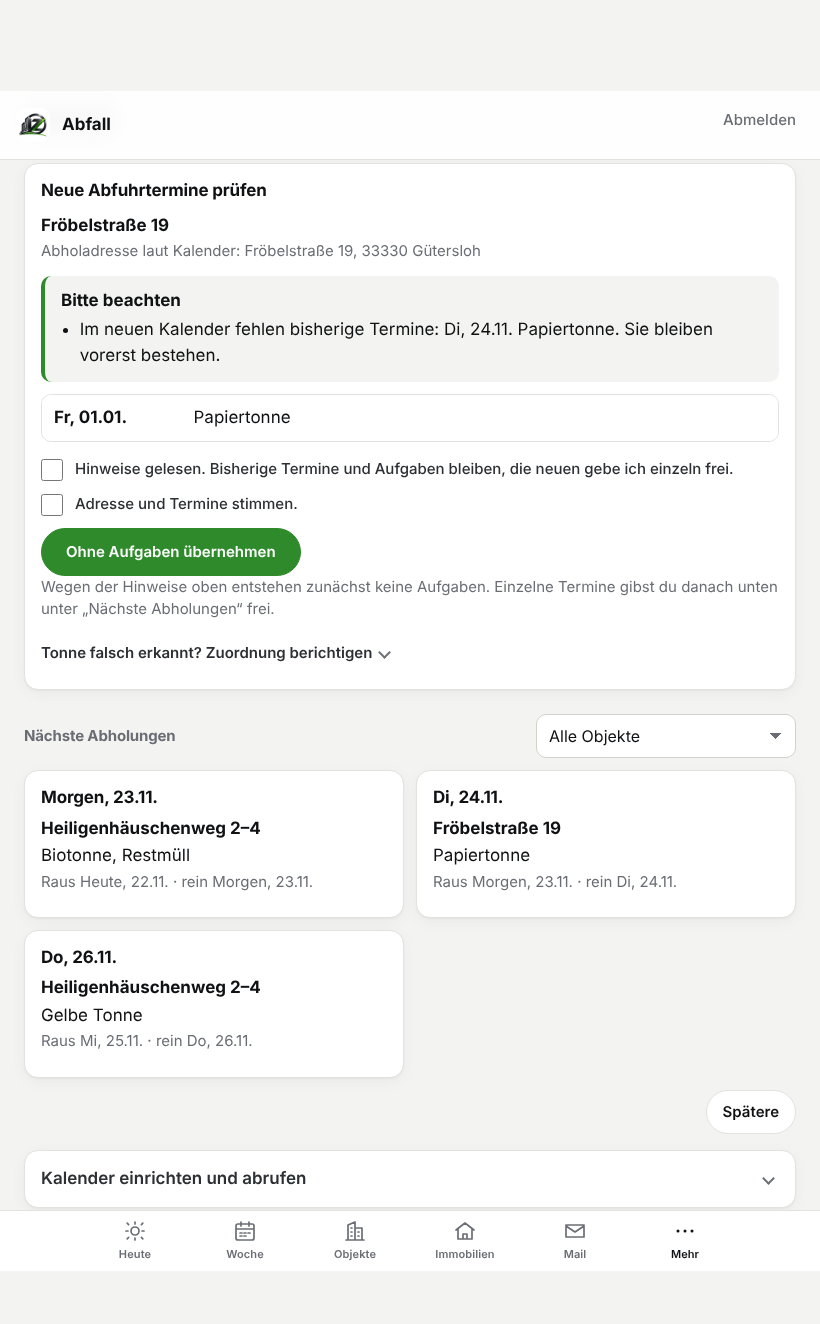 Abfall
Abmelden
Neue Abfuhrtermine prüfen
Fröbelstraße 19
Abholadresse laut Kalender: Fröbelstraße 19, 33330 Gütersloh
Bitte beachten
• Im neuen Kalender fehlen bisherige Termine: Di, 24.11. Papiertonne. Sie bleiben
vorerst bestehen.
Fr, 01.01. Papiertonne
Hinweise gelesen. Bisherige Termine und Aufgaben bleiben, die neuen gebe ich einzeln frei.
Adresse und Termine stimmen.
Ohne Aufgaben übernehmen
Wegen der Hinweise oben entstehen zunächst keine Aufgaben. Einzelne Termine gibst du danach unten
unter „Nächste Abholungen“ frei.
Tonne falsch erkannt? Zuordnung berichtigen
Nächste Abholungen
Alle Objekte
Morgen, 23.11.
Heiligenhäuschenweg 2–4
Biotonne, Restmüll
Raus Heute, 22.11. · rein Morgen, 23.11.
Di, 24.11.
Fröbelstraße 19
Papiertonne
Raus Morgen, 23.11. · rein Di, 24.11.
Do, 26.11.
Heiligenhäuschenweg 2–4
Gelbe Tonne
Raus Mi, 25.11. · rein Do, 26.11.
Spätere
Kalender einrichten und abrufen
Heute
Woche
Objekte
Immobilien
Mail
Mehr